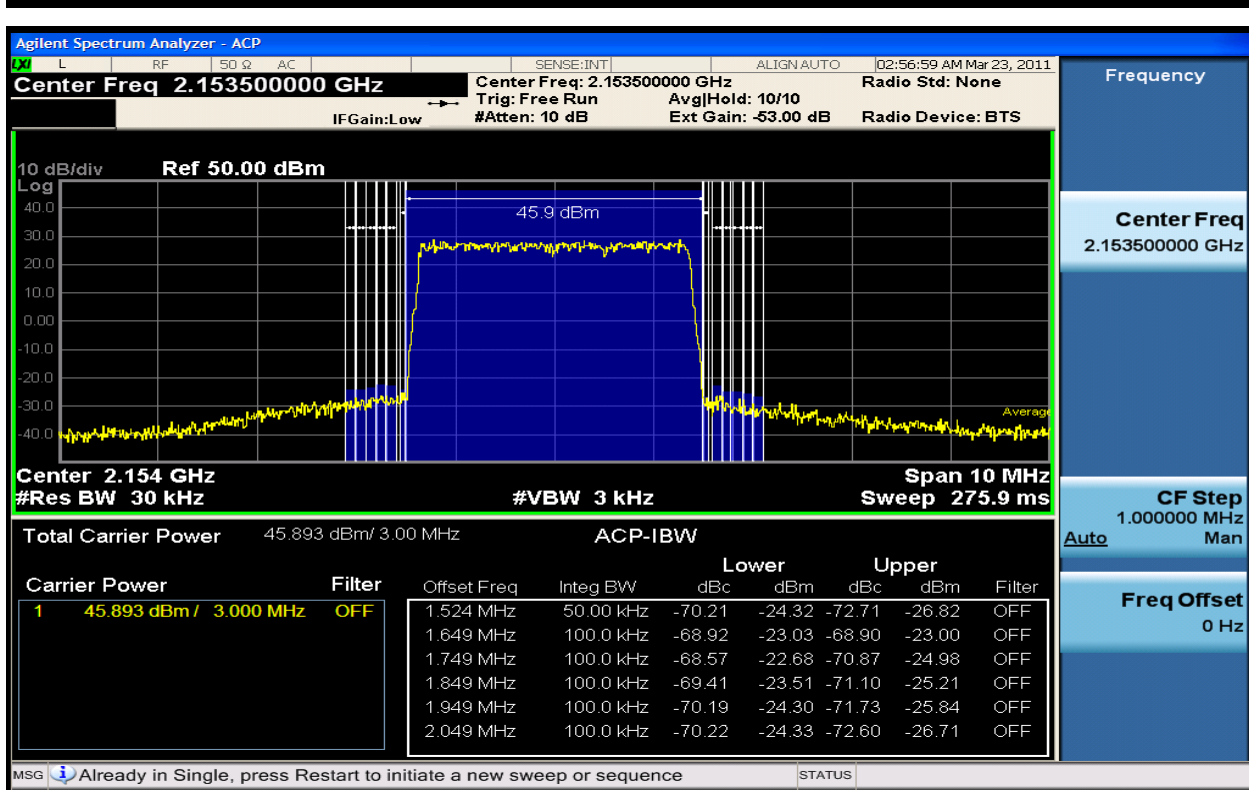 Agilent Spectrum Analyzer - ACP
LXI L RF 50 Ω AC SENSE:INT ALIGN AUTO 02:56:59 AM Mar 23, 2011
Center Freq 2.153500000 GHz
Center Freq: 2.153500000 GHz Radio Std: None
Trig: Free Run Avg|Hold: 10/10
IFGain:Low #Atten: 10 dB Ext Gain: -53.00 dB Radio Device: BTS
10 dB/div Ref 50.00 dBm
Log
40.0
30.0
20.0
10.0
0.00
-10.0
-20.0
-30.0
-40.0
45.9 dBm
Average
Center 2.154 GHz Span 10 MHz
#Res BW 30 kHz #VBW 3 kHz Sweep 275.9 ms
Total Carrier Power 45.893 dBm/ 3.00 MHz ACP-IBW
Lower Upper
Carrier Power Filter Offset Freq Integ BW dBc dBm dBc dBm Filter
1 45.893 dBm / 3.000 MHz OFF 1.524 MHz 50.00 kHz -70.21 -24.32 -72.71 -26.82 OFF
1.649 MHz 100.0 kHz -68.92 -23.03 -68.90 -23.00 OFF
1.749 MHz 100.0 kHz -68.57 -22.68 -70.87 -24.98 OFF
1.849 MHz 100.0 kHz -69.41 -23.51 -71.10 -25.21 OFF
1.949 MHz 100.0 kHz -70.19 -24.30 -71.73 -25.84 OFF
2.049 MHz 100.0 kHz -70.22 -24.33 -72.60 -26.71 OFF
MSG Already in Single, press Restart to initiate a new sweep or sequence STATUS
Frequency
Center Freq
2.153500000 GHz
CF Step
1.000000 MHz
Auto Man
Freq Offset
0 Hz